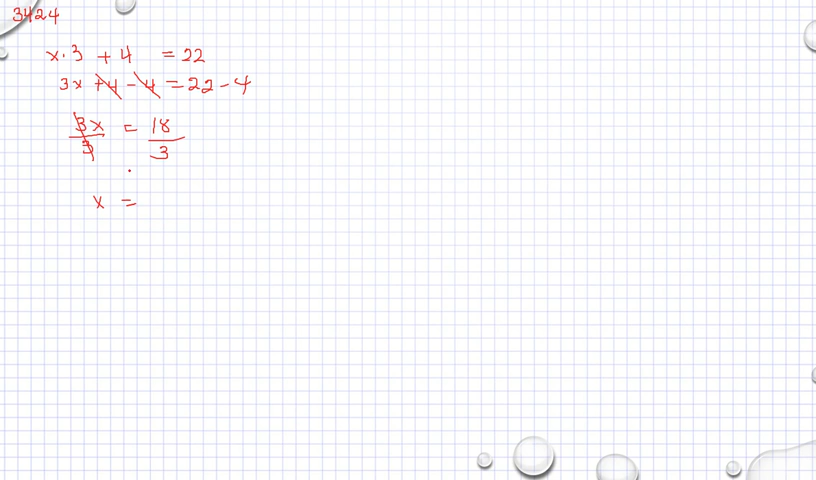 3424
x · 3 + 4 = 22
3x + 4 - 4 = 22 - 4
3x = 18
3 3
x =